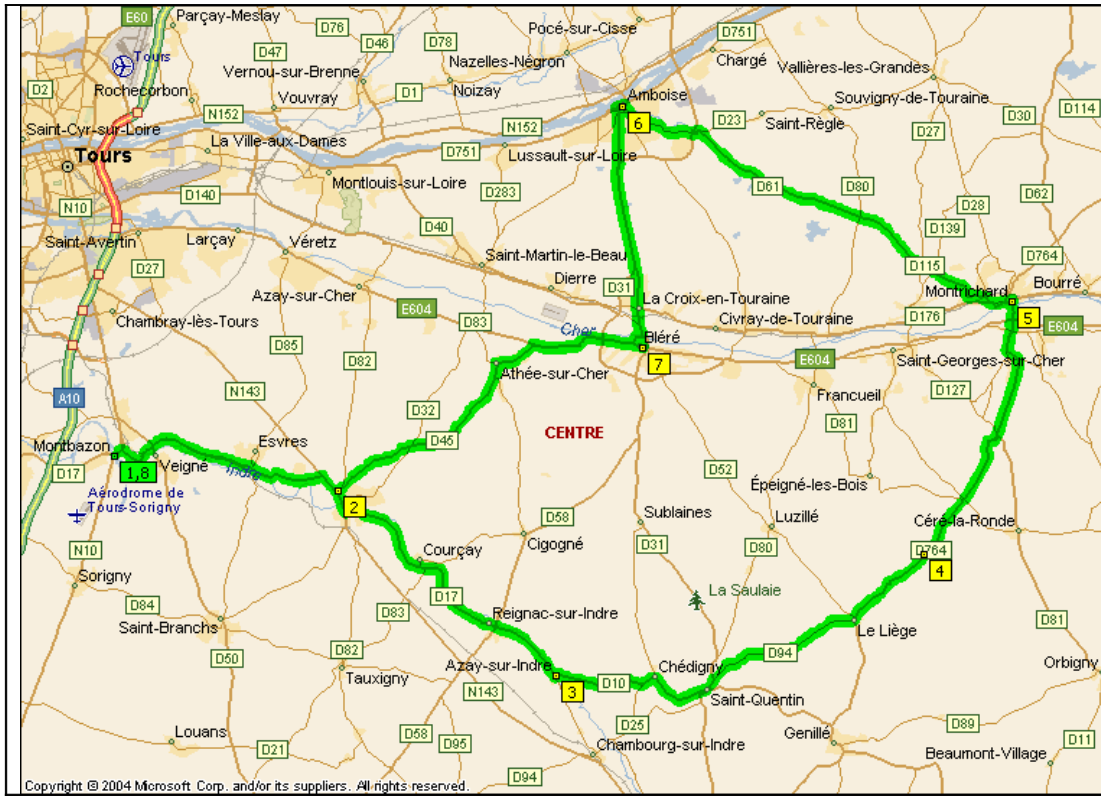 E60
Parçay-Meslay
D76
D46
Pocé-sur-Cisse
D751
D47
D78
Tours
Nazelles-Négron
Chargé
Vernou-sur-Brenne
Vallières-les-Grandes
D2
Rochecorbon
D1
Noizay
Amboise
Vouvray
Souvigny-de-Touraine
D114
N152
Saint-Cyr-sur-Loire
6
D23
Saint-Règle
D30
N152
La Ville-aux-Dames
D751
Lussault-sur-Loire
D27
Tours
Montlouis-sur-Loire
D283
D61
D80
D62
D140
N10
D28
D40
D139
Saint-Avertin
Larçay
Véretz
Saint-Martin-le-Beau
D764
D27
D115
Dierre
Bourré
Azay-sur-Cher
D31
Montrichard
La Croix-en-Touraine
E604
D176
5
Chambray-lès-Tours
D83
Cher
Civray-de-Touraine
E604
Bléré
D85
D82
7
E604
Saint-Georges-sur-Cher
Athée-sur-Cher
N143
Francueil
D127
A10
D32
D81
CENTRE
Montbazon
Esvres
D45
D17
1,8
Veigné
Indre
D52
Aérodrome de
Tours-Sorigny
2
Épeigné-les-Bois
D58
Sublaines
Luzillé
Céré-la-Ronde
N10
Cigogné
D31
D80
D764
Courçay
4
Sorigny
La Saulaie
D17
D84
D83
Reignac-sur-Indre
Saint-Branchs
Le Liège
D81
D50
D82
Azay-sur-Indre
Chédigny
D94
Tauxigny
3
D10
Orbigny
N143
Saint-Quentin
D25
D89
Louans
D58
Genillé
D21
D95
Chambourg-sur-Indre
D11
Beaumont-Village
D94
Copyright © 2004 Microsoft Corp. and/or its suppliers. All rights reserved.